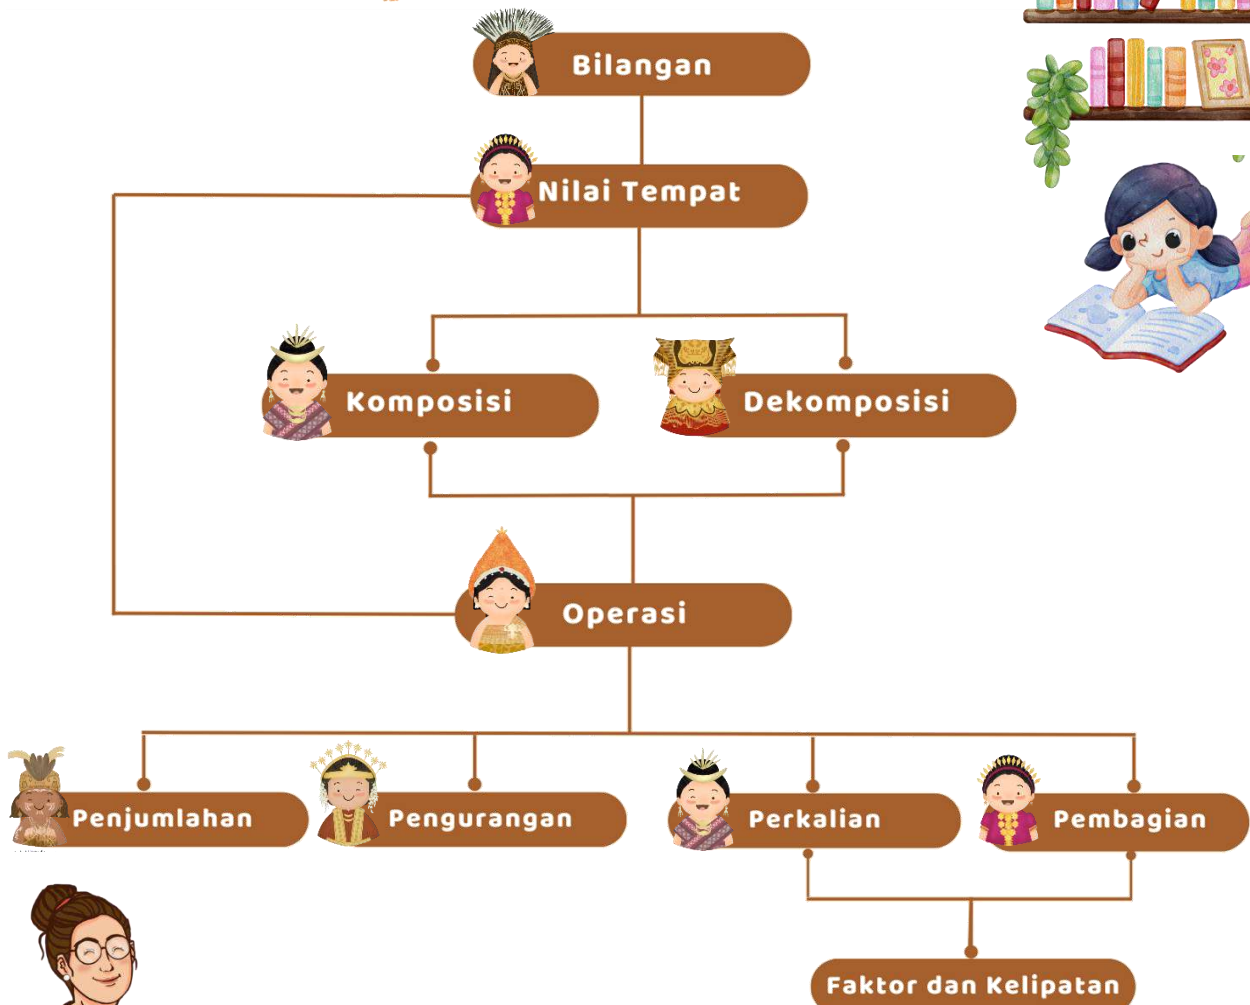 Bilangan
Nilai Tempat
Komposisi
Dekomposisi
Operasi
Penjumlahan
Pengurangan
Perkalian
Pembagian
Faktor dan Kelipatan